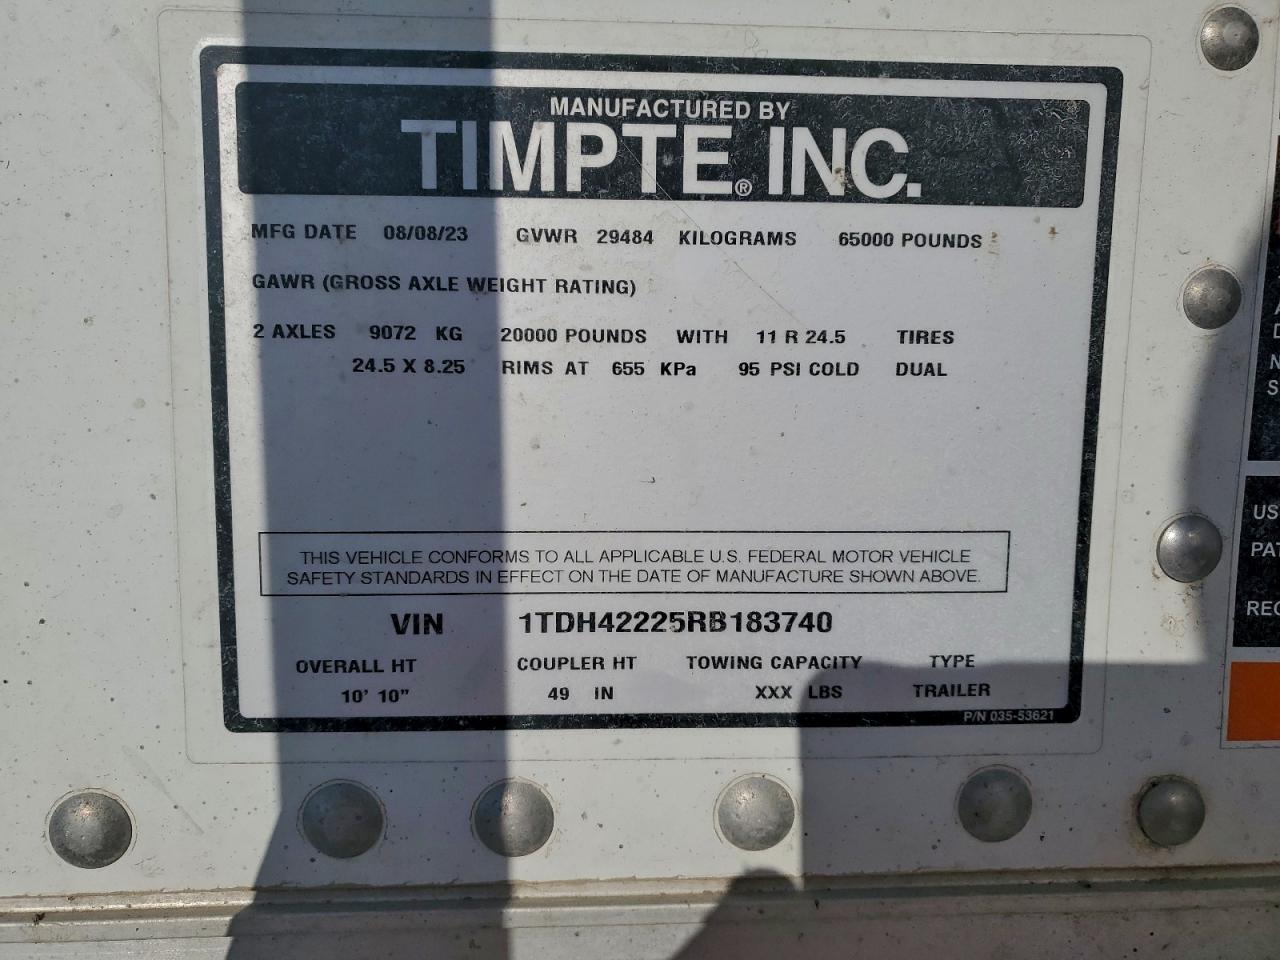 MANUFACTURED BY
TIMPTE® INC.
MFG DATE 08/08/23 GVWR 29484 KILOGRAMS 65000 POUNDS
GAWR (GROSS AXLE WEIGHT RATING)
2 AXLES 9072 KG 20000 POUNDS WITH 11 R 24.5 TIRES
24.5 X 8.25 RIMS AT 655 KPa 95 PSI COLD DUAL
THIS VEHICLE CONFORMS TO ALL APPLICABLE U.S. FEDERAL MOTOR VEHICLE
SAFETY STANDARDS IN EFFECT ON THE DATE OF MANUFACTURE SHOWN ABOVE.
VIN 1TDH42225RB183740
OVERALL HT COUPLER HT TOWING CAPACITY TYPE
10' 10" 49 IN XXX LBS TRAILER
P/N 035-53621
US
PAT
REC